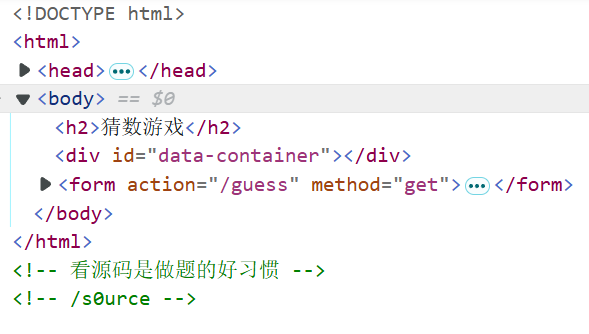 <!DOCTYPE html>
<html>
<head>…</head>
<body> == $0
<h2>猜数游戏</h2>
<div id="data-container"></div>
<form action="/guess" method="get">…</form>
</body>
</html>
<!-- 看源码是做题的好习惯 -->
<!-- /s0urce -->